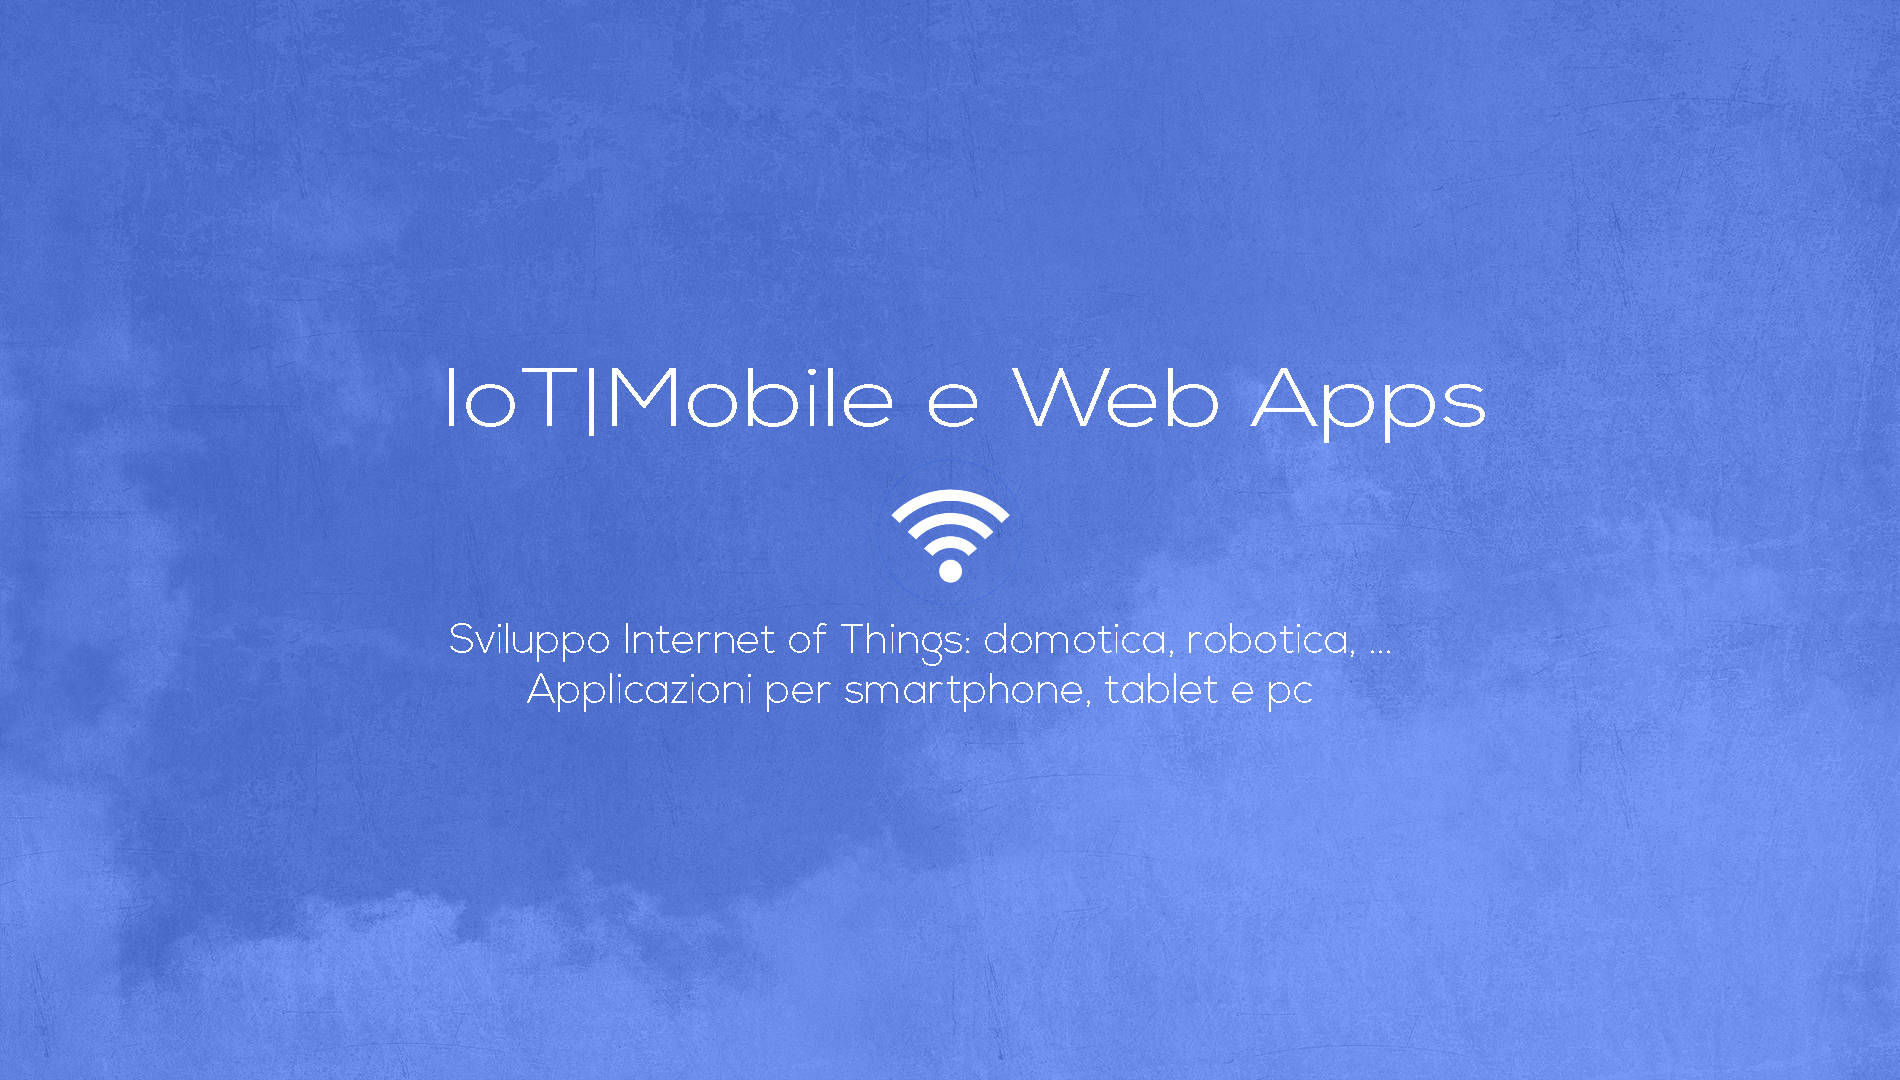 IoT|Mobile e Web Apps
Sviluppo Internet of Things: domotica, robotica, ...
Applicazioni per smartphone, tablet e pc